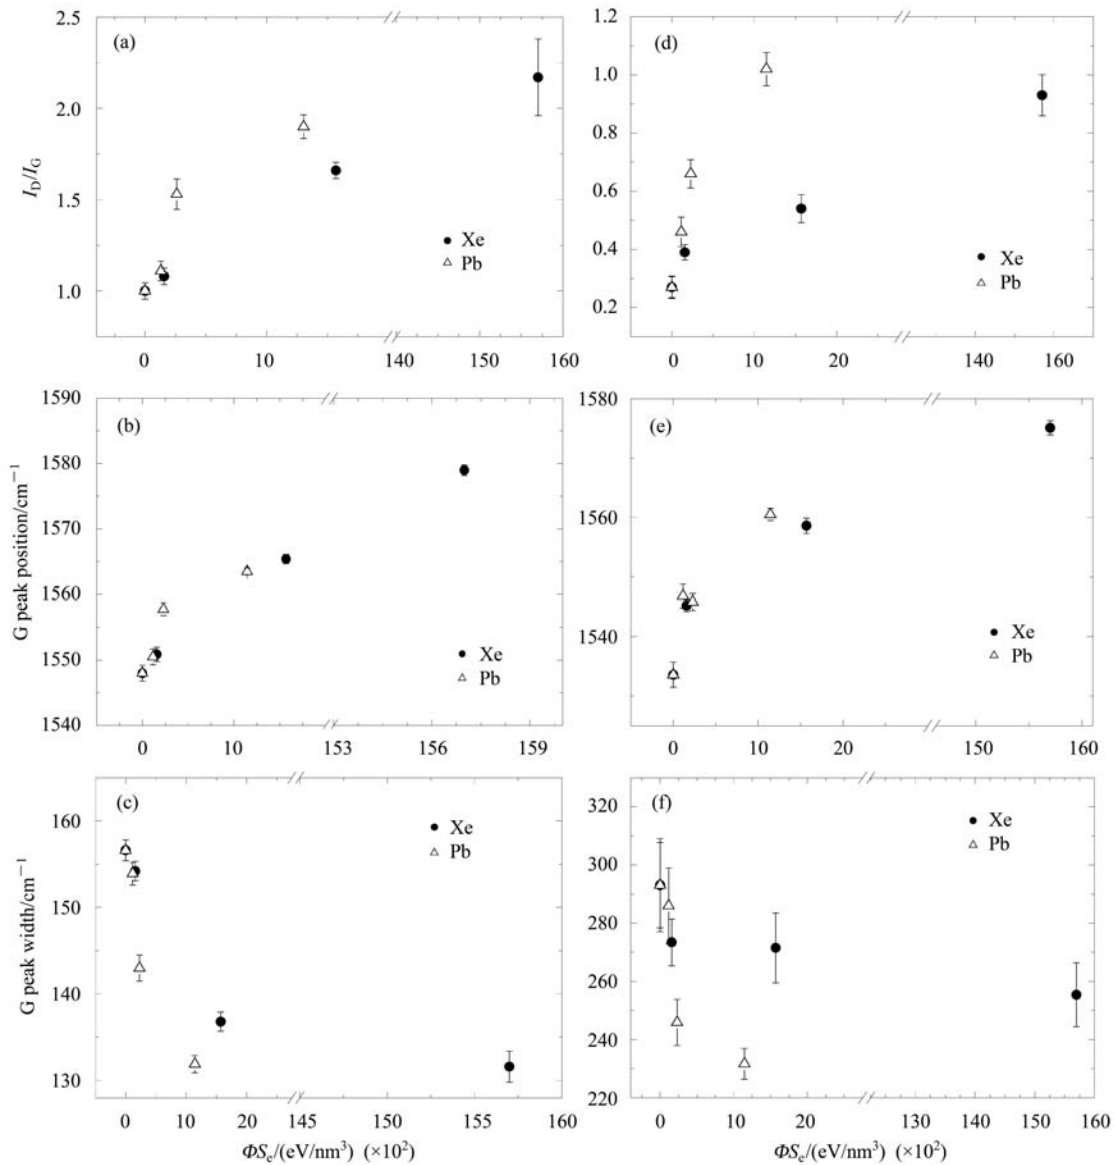 (a)
2.5
2.0
1.5
1.0
I_D/I_G
Xe
Pb
0 10 140 150 160
(d)
1.2
1.0
0.8
0.6
0.4
0.2
Xe
Pb
0 10 20 140 160
(b)
1590
1580
1570
1560
1550
1540
G peak position/cm⁻¹
Xe
Pb
0 10 153 156 159
(e)
1580
1560
1540
Xe
Pb
0 10 20 150 160
(c)
160
150
140
130
G peak width/cm⁻¹
Xe
Pb
0 10 20 145 150 155 160
ΦSₑ/(eV/nm³) (×10²)
(f)
320
300
280
260
240
220
Xe
Pb
0 10 20 130 140 150 160
ΦSₑ/(eV/nm³) (×10²)